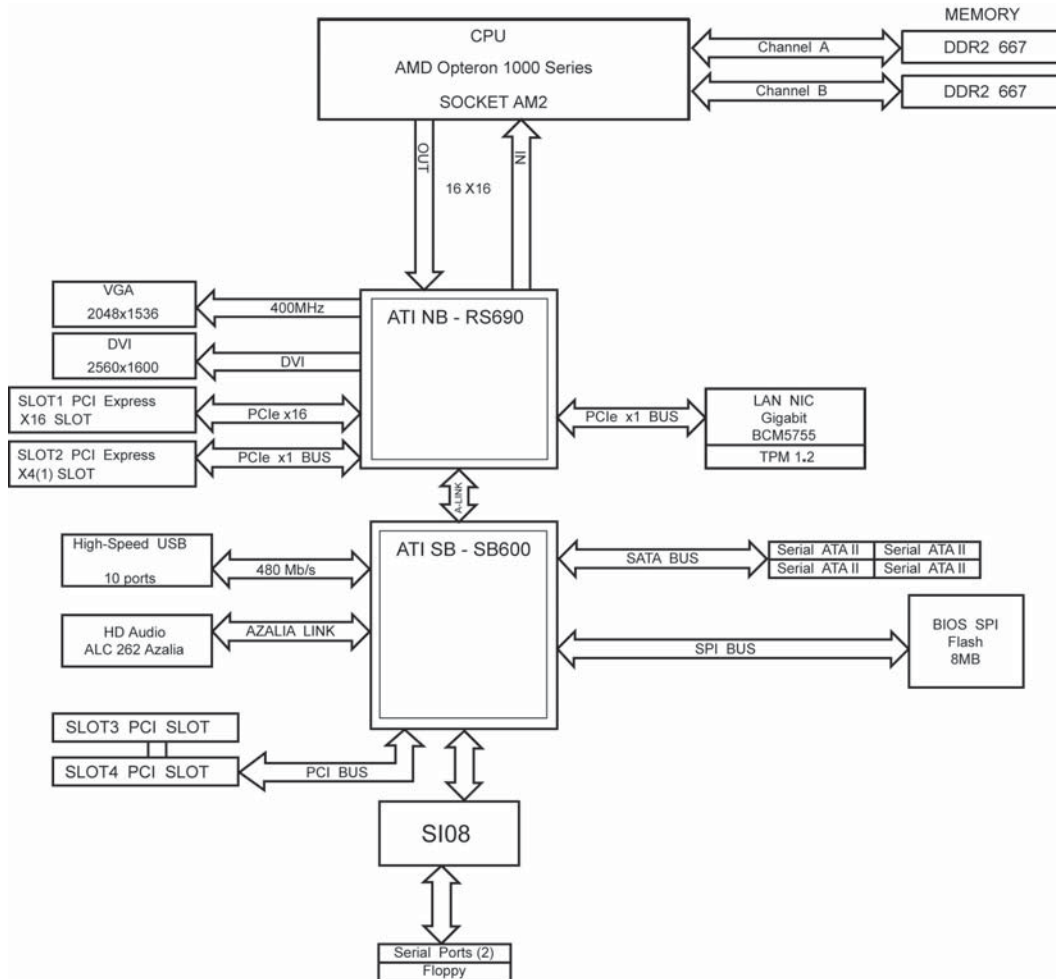 MEMORY
CPU
AMD Opteron 1000 Series
SOCKET AM2
Channel A
DDR2 667
Channel B
DDR2 667
OUT
IN
16 X16
VGA
2048x1536
400MHz
DVI
2560x1600
DVI
SLOT1 PCI Express
X16 SLOT
PCIe x16
SLOT2 PCI Express
X4(1) SLOT
PCIe x1 BUS
ATI NB - RS690
PCIe x1 BUS
LAN NIC
Gigabit
BCM5755
TPM 1.2
A-LINK
ATI SB - SB600
High-Speed USB
10 ports
480 Mb/s
HD Audio
ALC 262 Azalia
AZALIA LINK
SATA BUS
Serial ATA II
Serial ATA II
Serial ATA II
Serial ATA II
SPI BUS
BIOS SPI
Flash
8MB
SLOT3 PCI SLOT
SLOT4 PCI SLOT
PCI BUS
SI08
Serial Ports (2)
Floppy